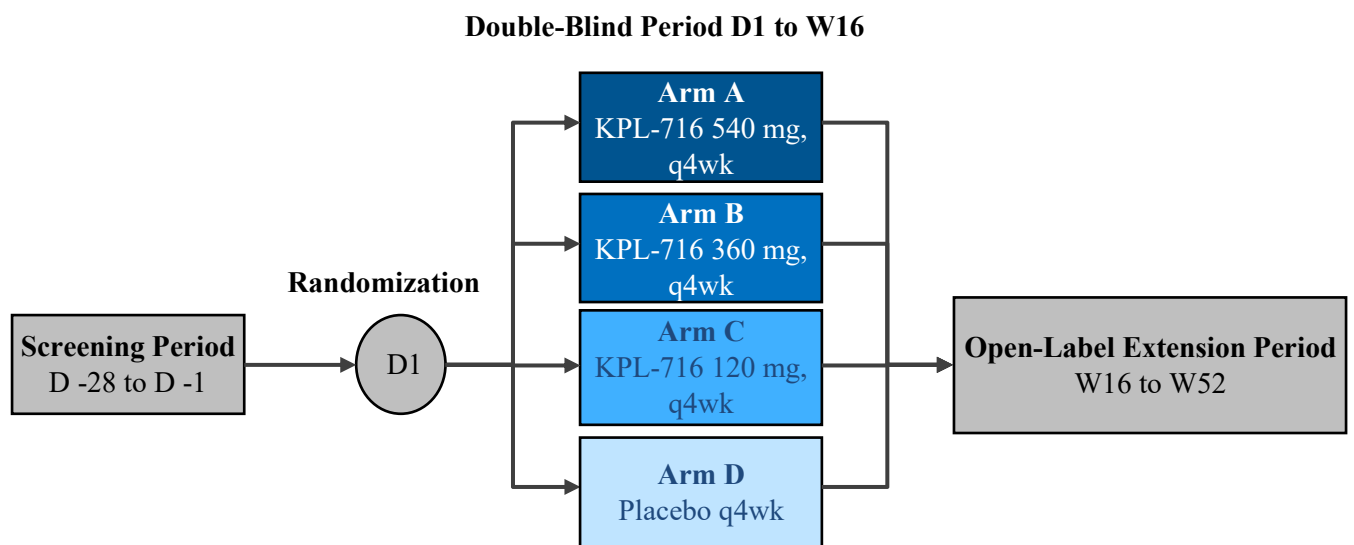 Double-Blind Period D1 to W16
Arm A
KPL-716 540 mg,
q4wk
Arm B
KPL-716 360 mg,
q4wk
Randomization
Screening Period
D -28 to D -1
D1
Arm C
KPL-716 120 mg,
q4wk
Open-Label Extension Period
W16 to W52
Arm D
Placebo q4wk